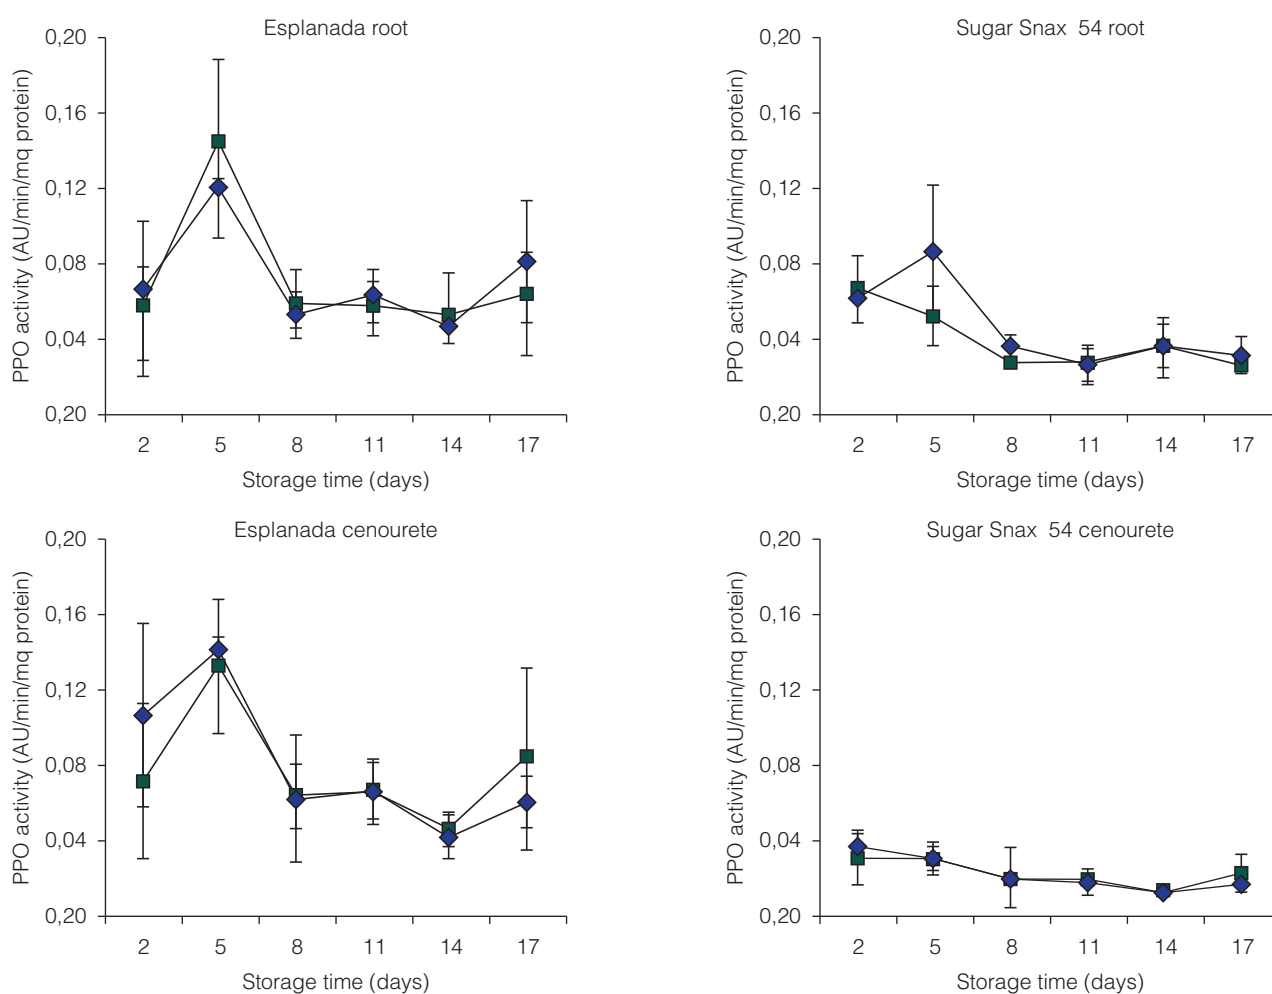 Esplanada root
0,20
0,16
0,12
0,08
0,04
0,20
PPO activity (AU/min/mq protein)
2 5 8 11 14 17
Storage time (days)
Sugar Snax 54 root
0,20
0,16
0,12
0,08
0,04
0,20
PPO activity (AU/min/mq protein)
2 5 8 11 14 17
Storage time (days)
Esplanada cenourete
0,20
0,16
0,12
0,08
0,04
0,20
PPO activity (AU/min/mq protein)
2 5 8 11 14 17
Storage time (days)
Sugar Snax 54 cenourete
0,20
0,16
0,12
0,08
0.04
0,20
PPO activity (AU/min/mq protein)
2 5 8 11 14 17
Storage time (days)